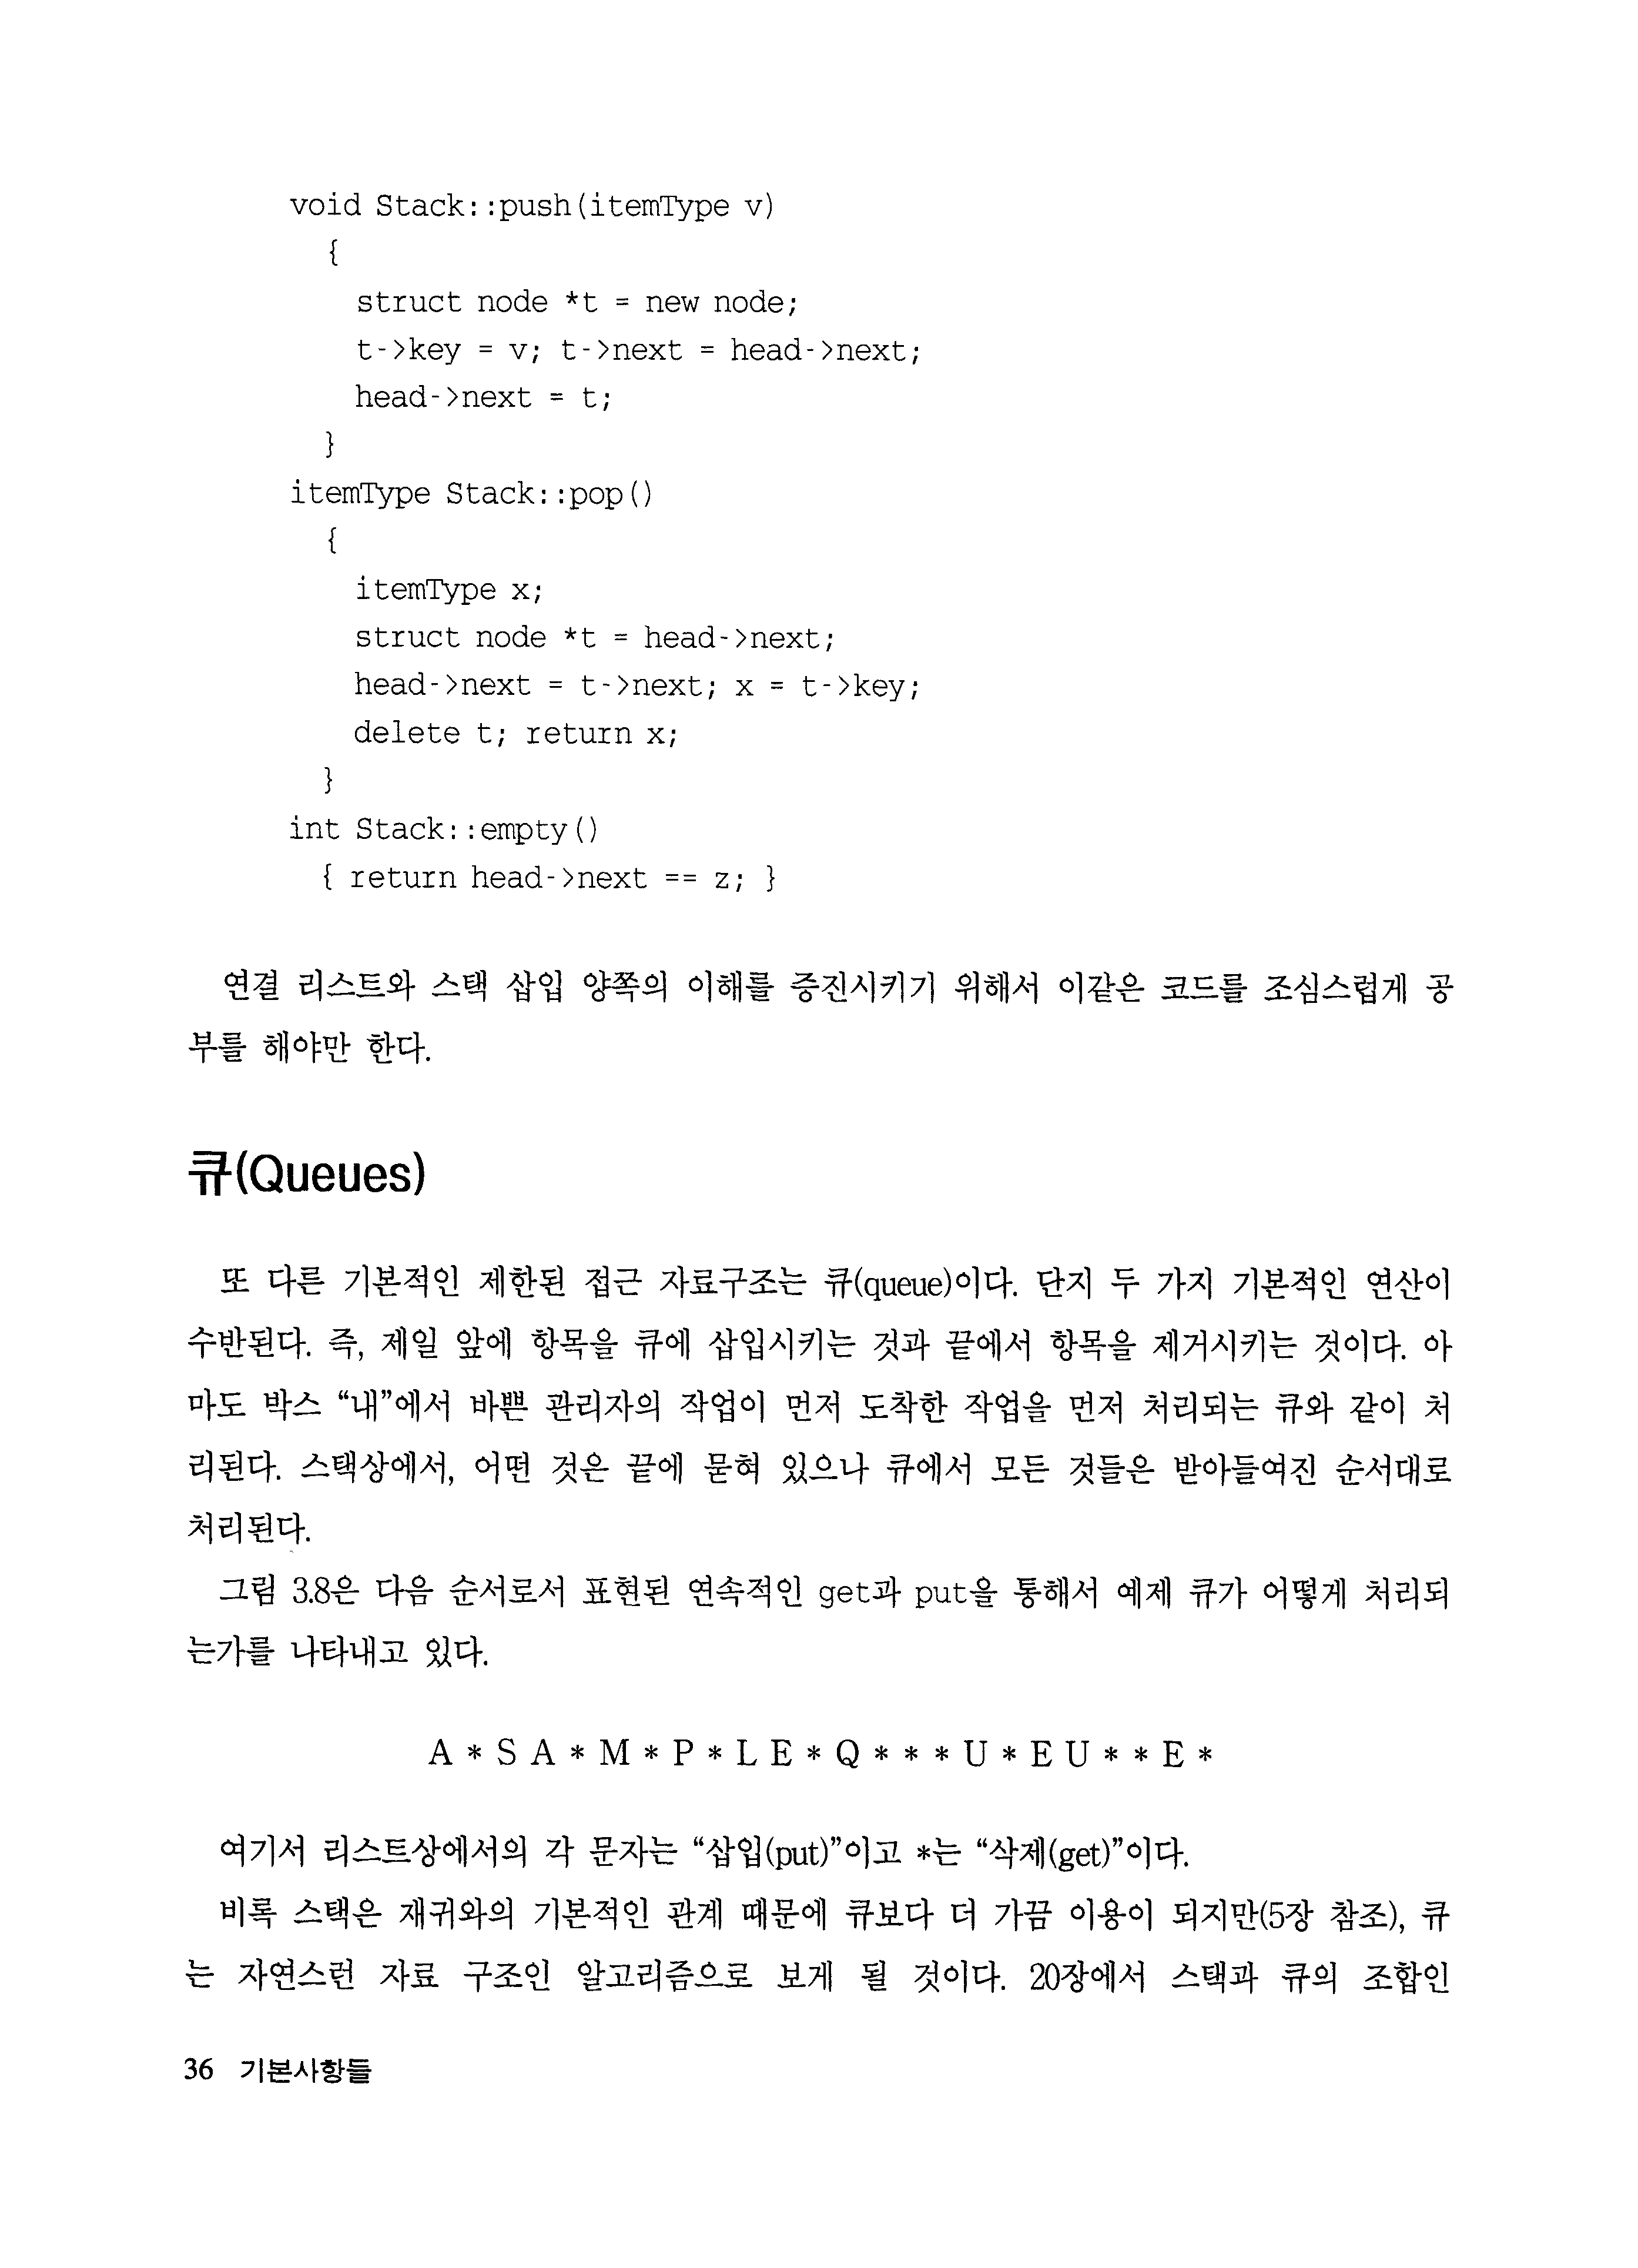 void Stack::push(itemType v)
{
struct node *t = new node;
t->key = v; t->next = head->next;
head->next = t;
}
itemType Stack::pop()
{
itemType x;
struct node *t = head->next;
head->next = t->next; x = t->key;
delete t; return x;
}
int Stack::empty()
{ return head->next == z; }
연결 리스트와 스택 삽입 양쪽의 이해를 증진시키기 위해서 이같은 코드를 조심스럽게 공
부를 해야만 한다.
큐(Queues)
또 다른 기본적인 제한된 접근 자료구조는 큐(queue)이다. 단지 두 가지 기본적인 연산이
수반된다. 즉, 제일 앞에 항목을 큐에 삽입시키는 것과 끝에서 항목을 제거시키는 것이다. 아
마도 박스 “내”에서 바쁜 관리자의 작업이 먼저 도착한 작업을 먼저 처리되는 큐와 같이 처
리된다. 스택상에서, 어떤 것은 끝에 묻혀 있으나 큐에서 모든 것들은 받아들여진 순서대로
처리된다.
그림 3.8은 다음 순서로서 표현된 연속적인 get과 put을 통해서 예제 큐가 어떻게 처리되
는가를 나타내고 있다.
A * S A * M * P * L E * Q * * * U * E U * * E *
여기서 리스트상에서의 각 문자는 “삽입(put)”이고 *는 “삭제(get)”이다.
비록 스택은 재귀와의 기본적인 관계 때문에 큐보다 더 가끔 이용이 되지만(5장 참조), 큐
는 자연스런 자료 구조인 알고리즘으로 보게 될 것이다. 20장에서 스택과 큐의 조합인
36 기본사항들